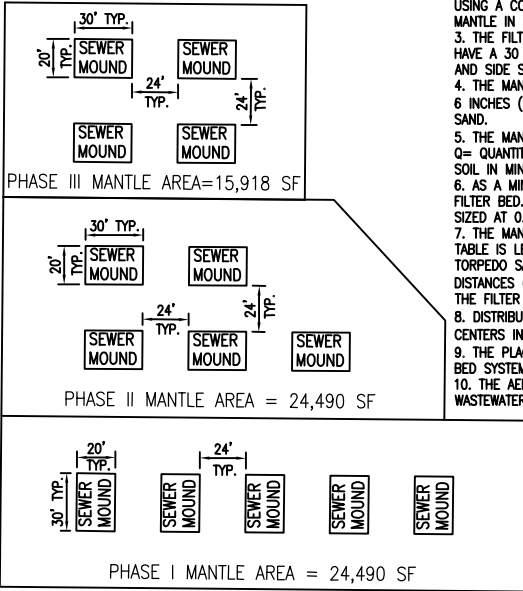 30' TYP.
20' TYP.
SEWER MOUND
SEWER MOUND
24' TYP.
24' TYP.
SEWER MOUND
SEWER MOUND
PHASE III MANTLE AREA=15,918 SF
30' TYP.
20' TYP.
SEWER MOUND
SEWER MOUND
24' TYP.
24' TYP.
SEWER MOUND
SEWER MOUND
SEWER MOUND
PHASE II MANTLE AREA = 24,490 SF
20' TYP.
24' TYP.
30' TYP.
SEWER MOUND
SEWER MOUND
SEWER MOUND
SEWER MOUND
SEWER MOUND
PHASE I MANTLE AREA = 24,490 SF
USING A CO
MANTLE IN
3. THE FILT
HAVE A 30
AND SIDE S
4. THE MAN
6 INCHES (
SAND.
5. THE MAN
Q= QUANTIT
SOIL IN MIN
6. AS A MIN
FILTER BED.
SIZED AT 0.
7. THE MAN
TABLE IS LE
TORPEDO SA
DISTANCES
THE FILTER
8. DISTRIBU
CENTERS IN
9. THE PLAC
BED SYSTEM
10. THE AE
WASTEWATER